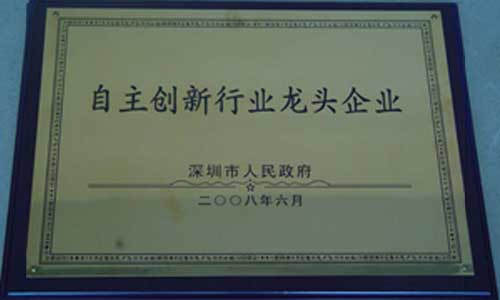 自主创新行业龙头企业
深圳市人民政府
二〇〇八年六月